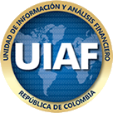 UNIDAD DE INFORMACIÓN Y ANÁLISIS FINANCIERO
UIAF
REPÚBLICA DE COLOMBIA